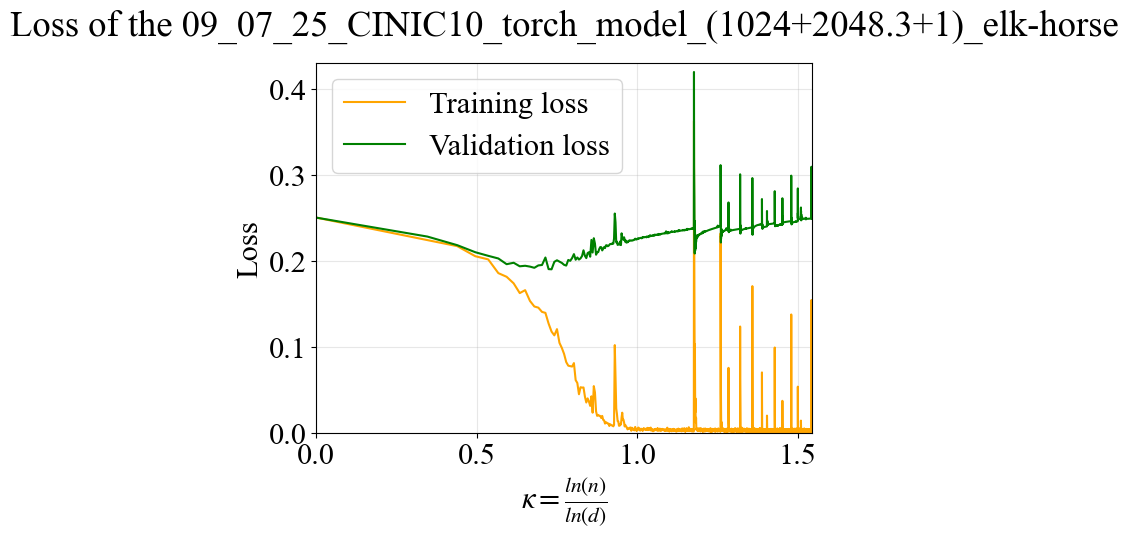 Loss of the 09_07_25_CINIC10_torch_model_(1024+2048.3+1)_elk-horse
0.4
0.3
0.2
0.1
0.0
Loss
Training loss
Validation loss
0.0 0.5 1.0 1.5
κ = ln(n)/ln(d)